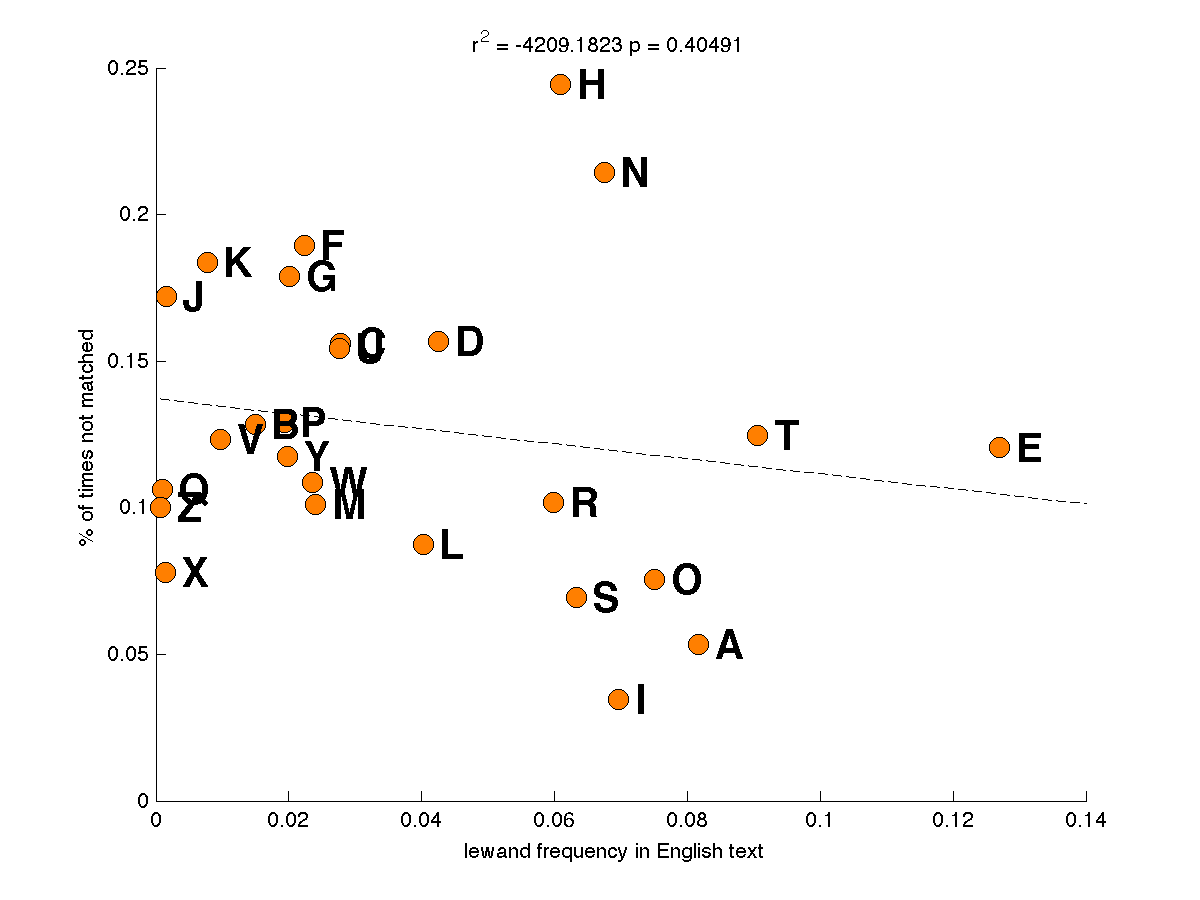 r2 = -4209.1823 p = 0.40491
0.25
H
N
0.2
F
K
G
J
C
U
D
0.15
% of times not matched
B
P
V
T
E
Y
W
Q
Z
0.1
M
R
L
X
O
S
A
0.05
I
0
0 0.02 0.04 0.06 0.08 0.1 0.12 0.14
lewand frequency in English text